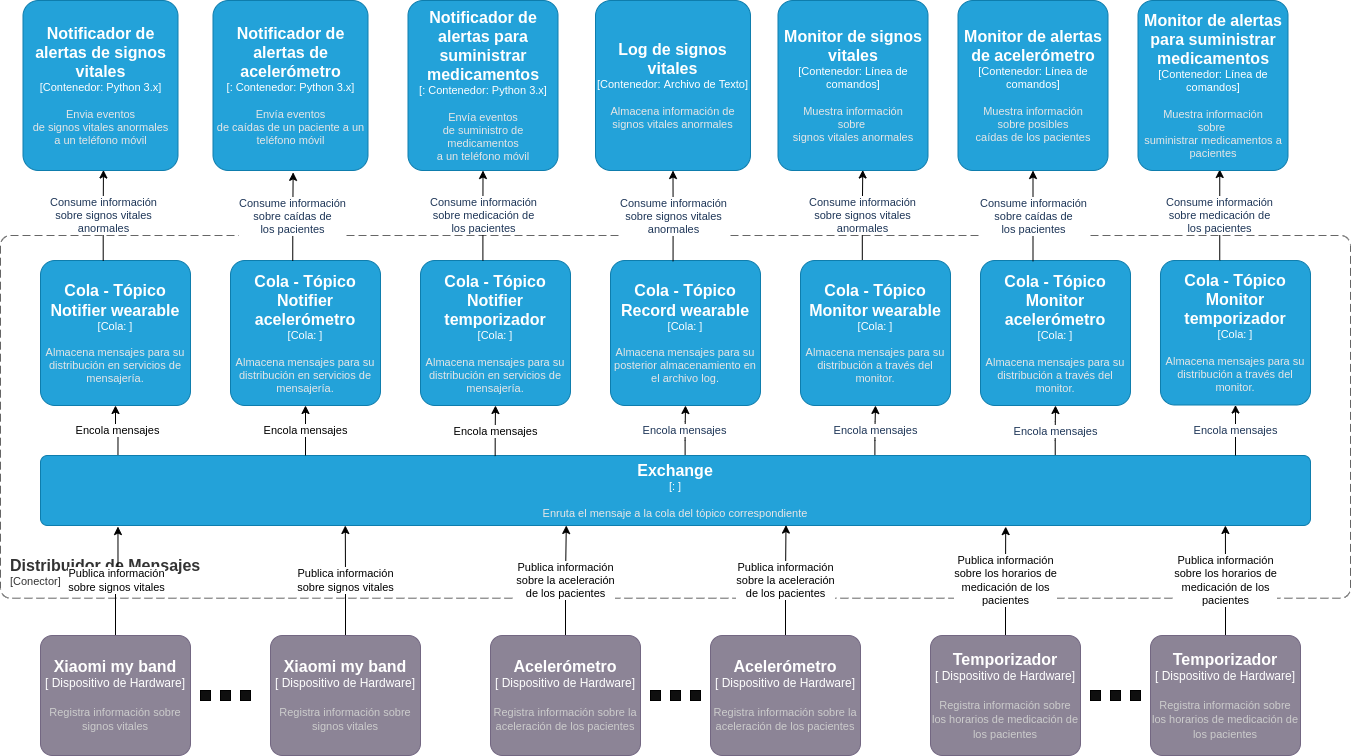 Notificador de
alertas de signos
vitales
[Contenedor: Python 3.x]
Envia eventos
de signos vitales anormales
a un teléfono móvil
Notificador de
alertas de
acelerómetro
[: Contenedor: Python 3.x]
Envía eventos
de caídas de un paciente a un
teléfono móvil
Notificador de
alertas para
suministrar
medicamentos
[: Contenedor: Python 3.x]
Envía eventos
de suministro de
medicamentos
a un teléfono móvil
Log de signos
vitales
[Contenedor: Archivo de Texto]
Almacena información de
signos vitales anormales
Monitor de signos
vitales
[Contenedor: Línea de
comandos]
Muestra información
sobre
signos vitales anormales
Monitor de alertas
de acelerómetro
[Contenedor: Línea de
comandos]
Muestra información
sobre posibles
caídas de los pacientes
Monitor de alertas
para suministrar
medicamentos
[Contenedor: Línea de
comandos]
Muestra información
sobre
suministrar medicamentos a
pacientes
Consume información
sobre signos vitales
anormales
Consume información
sobre caídas de
los pacientes
Consume información
sobre medicación de
los pacientes
Consume información
sobre signos vitales
anormales
Consume información
sobre signos vitales
anormales
Consume información
sobre caídas de
los pacientes
Consume información
sobre medicación de
los pacientes
Cola - Tópico
Notifier wearable
[Cola: ]
Almacena mensajes para su
distribución en servicios de
mensajería.
Cola - Tópico
Notifier
acelerómetro
[Cola: ]
Almacena mensajes para su
distribución en servicios de
mensajería.
Cola - Tópico
Notifier
temporizador
[Cola: ]
Almacena mensajes para su
distribución en servicios de
mensajería.
Cola - Tópico
Record wearable
[Cola: ]
Almacena mensajes para su
posterior almacenamiento en
el archivo log.
Cola - Tópico
Monitor wearable
[Cola: ]
Almacena mensajes para su
distribución a través del
monitor.
Cola - Tópico
Monitor
acelerómetro
[Cola: ]
Almacena mensajes para su
distribución a través del
monitor.
Cola - Tópico
Monitor
temporizador
[Cola: ]
Almacena mensajes para su
distribución a través del
monitor.
Encola mensajes
Encola mensajes
Encola mensajes
Encola mensajes
Encola mensajes
Encola mensajes
Encola mensajes
Exchange
[: ]
Enruta el mensaje a la cola del tópico correspondiente
Distribuidor de Mensajes
[Conector]
Publica información
sobre signos vitales
Publica información
sobre signos vitales
Publica información
sobre la aceleración
de los pacientes
Publica información
sobre la aceleración
de los pacientes
Publica información
sobre los horarios de
medicación de los
pacientes
Publica información
sobre los horarios de
medicación de los
pacientes
Xiaomi my band
[ Dispositivo de Hardware]
Registra información sobre
signos vitales
Xiaomi my band
[ Dispositivo de Hardware]
Registra información sobre
signos vitales
Acelerómetro
[ Dispositivo de Hardware]
Registra información sobre la
aceleración de los pacientes
Acelerómetro
[ Dispositivo de Hardware]
Registra información sobre la
aceleración de los pacientes
Temporizador
[ Dispositivo de Hardware]
Registra información sobre
los horarios de medicación de
los pacientes
Temporizador
[ Dispositivo de Hardware]
Registra información sobre
los horarios de medicación de
los pacientes